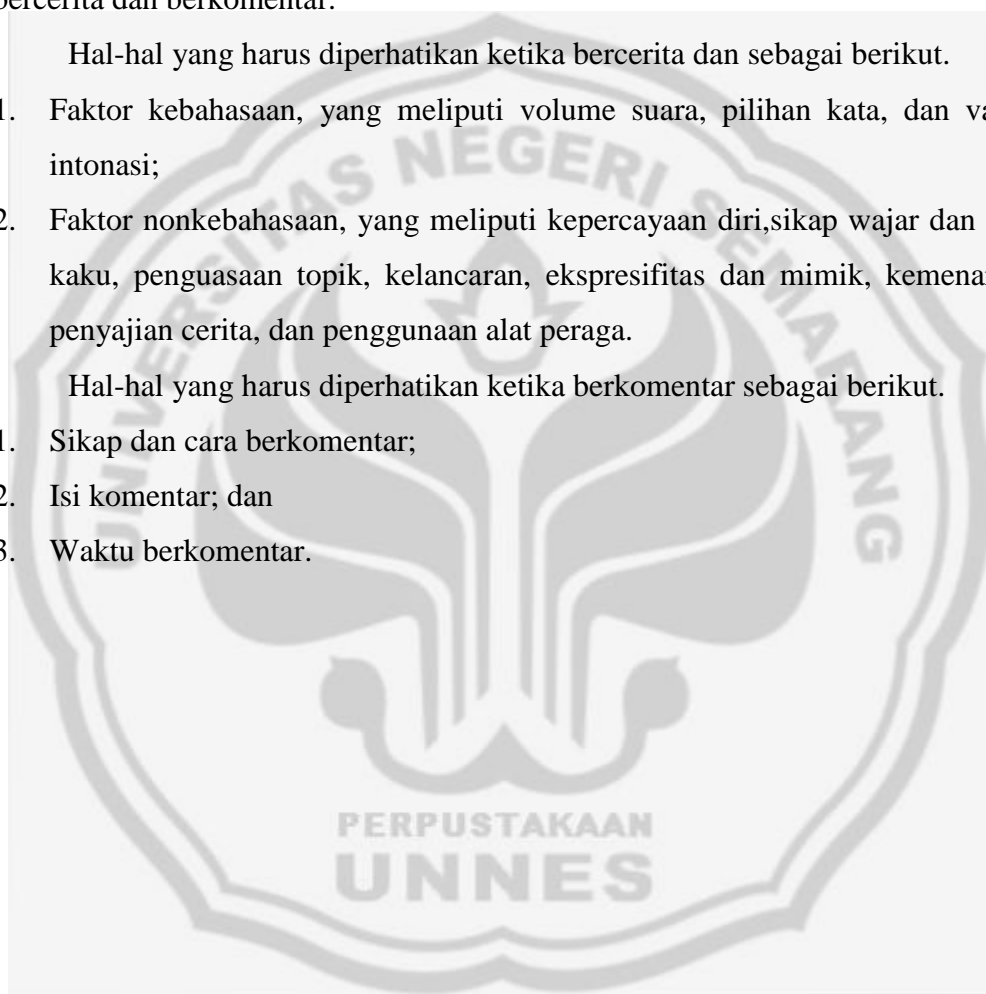 bercerita dan berkomentar.
Hal-hal yang harus diperhatikan ketika bercerita dan sebagai berikut.
1. Faktor kebahasaan, yang meliputi volume suara, pilihan kata, dan
intonasi;
2. Faktor nonkebahasaan, yang meliputi kepercayaan diri,sikap wajar dan
kaku, penguasaan topik, kelancaran, ekspresifitas dan mimik,
penyajian cerita, dan penggunaan alat peraga.
Hal-hal yang harus diperhatikan ketika berkomentar sebagai berikut.
1. Sikap dan cara berkomentar;
2. Isi komentar; dan
3. Waktu berkomentar.
UNIVERSITAS NEGERI SEMARANG
PERPUSTAKAAN
UNNES